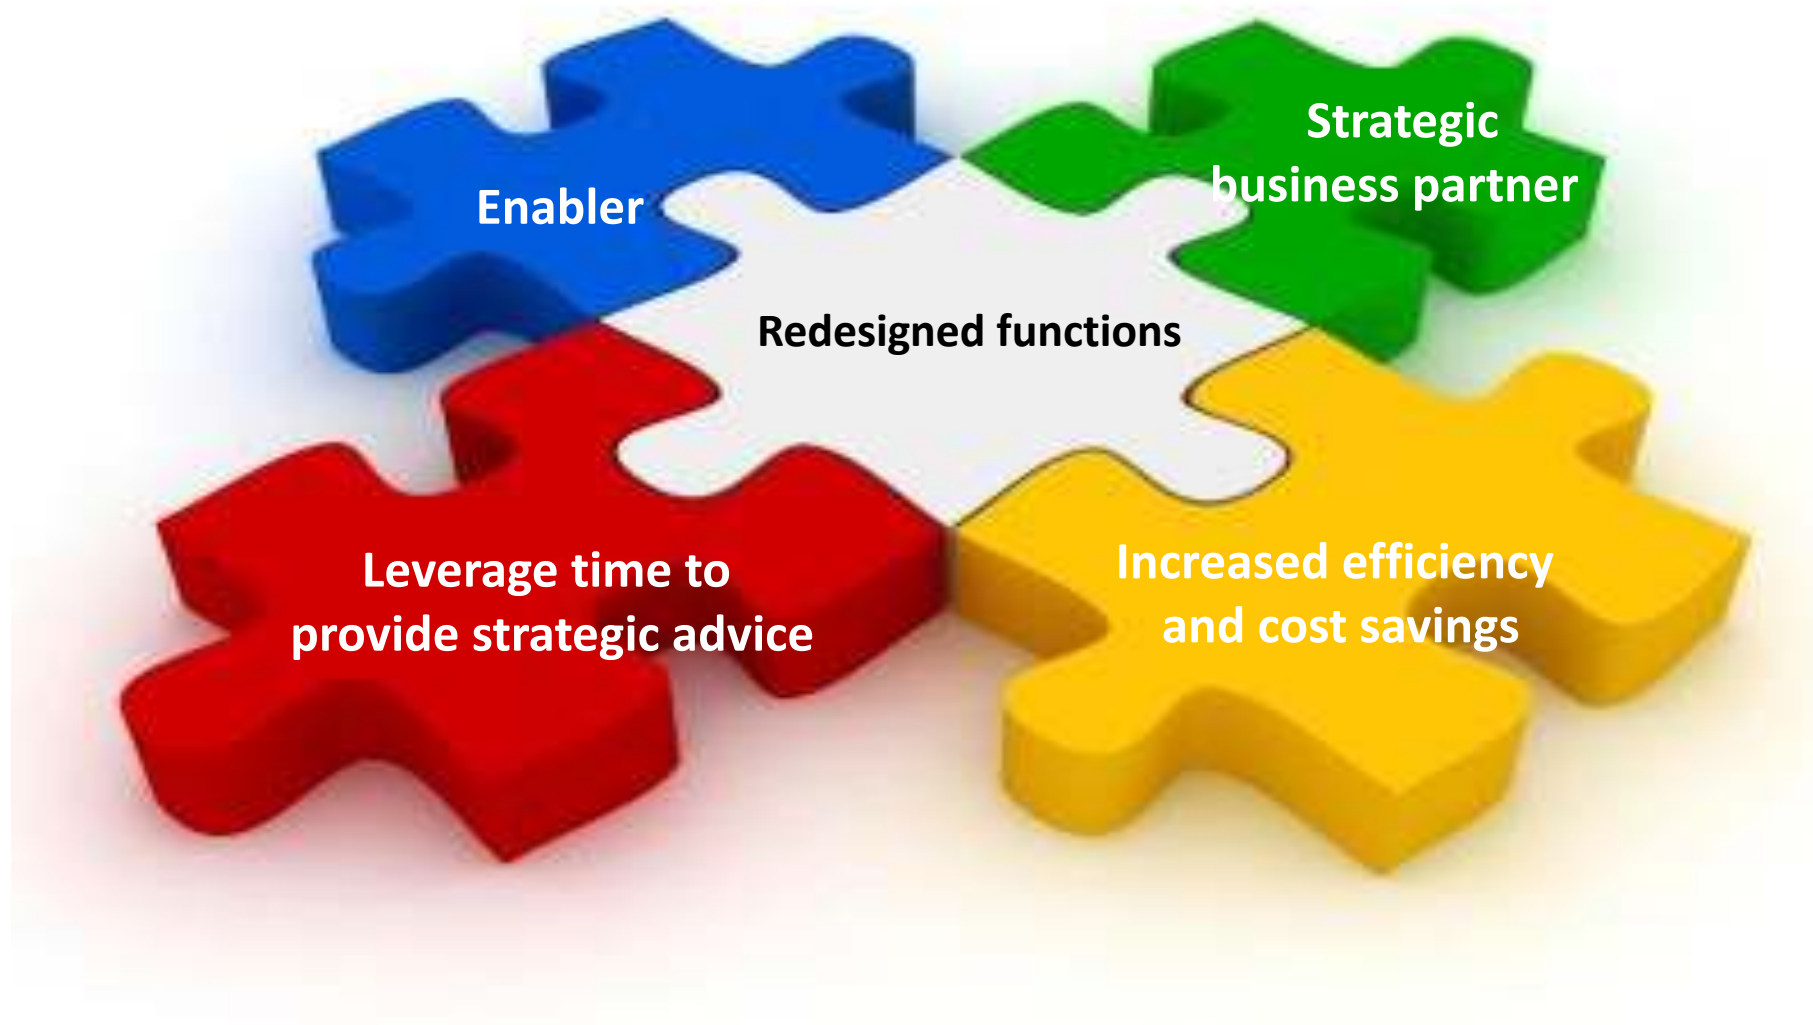 Enabler
Strategic
business partner
Redesigned functions
Leverage time to
provide strategic advice
Increased efficiency
and cost savings